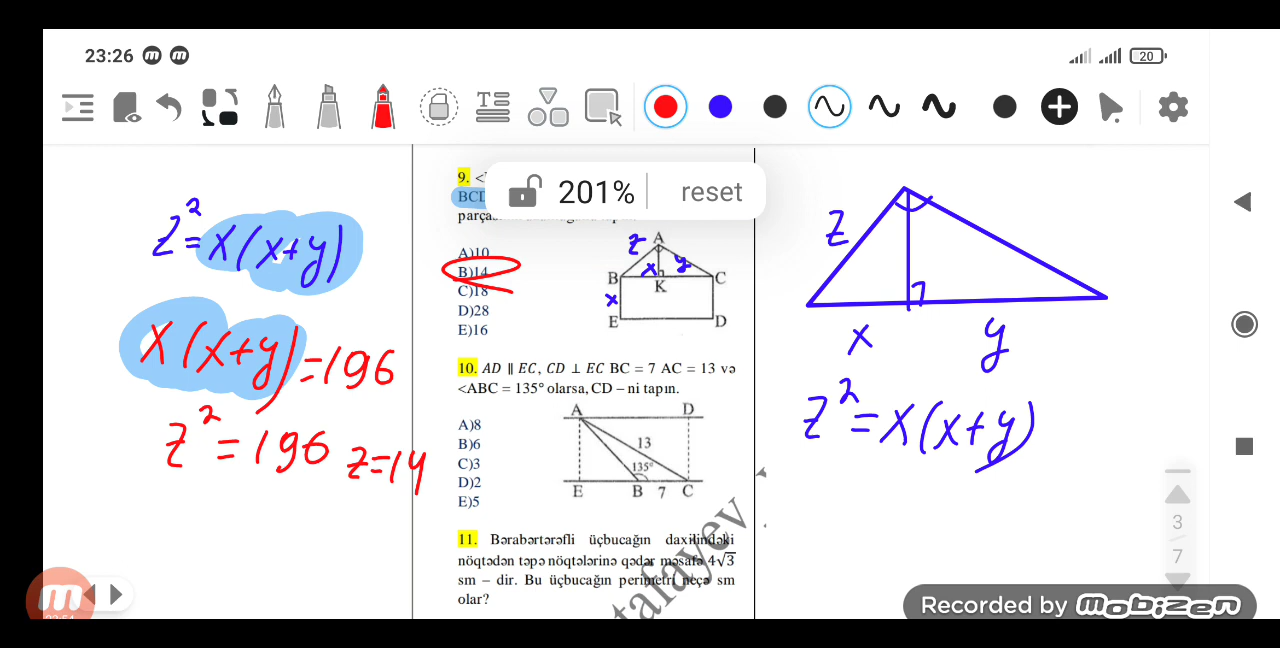 23:26
20
201% reset
z²=x(x+y)
x(x+y)=196
z²=196 z=14
9. <
BCD
A)10
B)14
C)18
D)28
E)16
z A y
B x K C
x
E D
10. AD ∥ EC, CD ⊥ EC BC = 7 AC = 13 və
<ABC = 135° olarsa, CD – ni tapın.
A)8
B)6
C)3
D)2
E)5
A D
13
135°
E B 7 C
11. Bərabərtərəfli üçbucağın daxilindəki
nöqtədən təpə nöqtələrinə qədər məsafə 4√3
sm – dir. Bu üçbucağın perimetri neçə sm
olar?
tafayev
z
x y
z²=x(x+y)
3
7
Recorded by mobizen